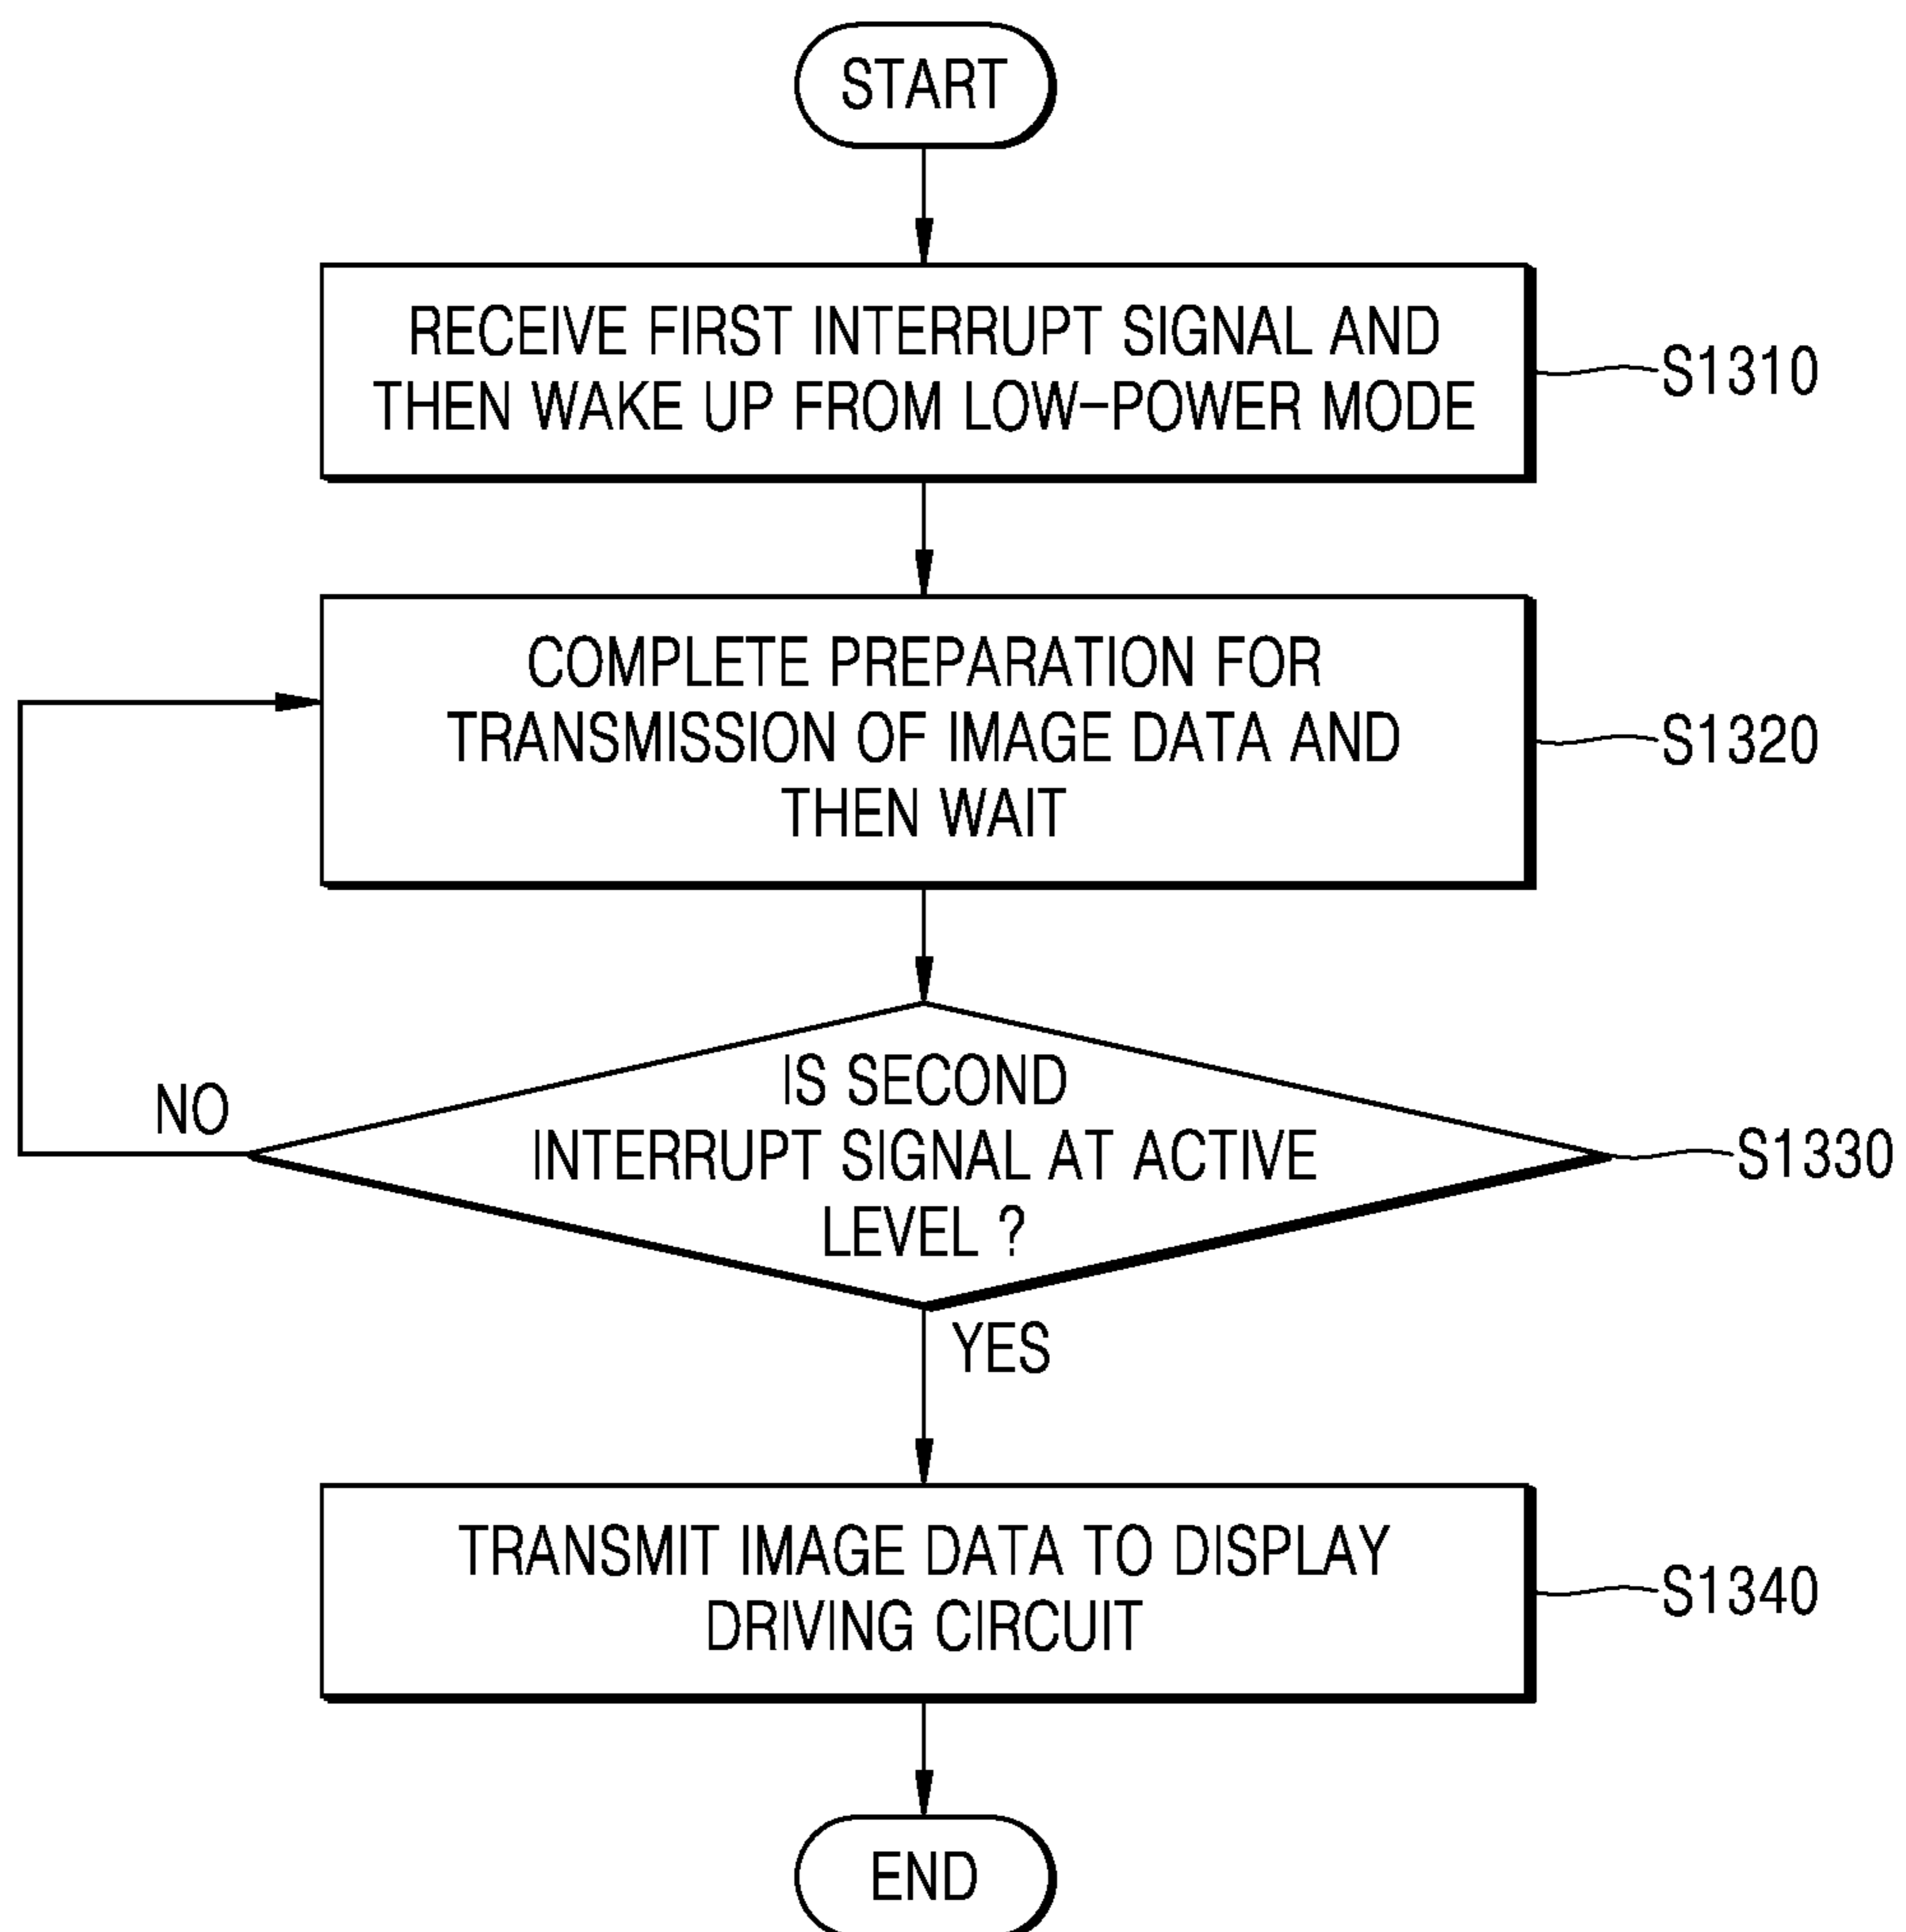 START
RECEIVE FIRST INTERRUPT SIGNAL AND
THEN WAKE UP FROM LOW-POWER MODE
S1310
COMPLETE PREPARATION FOR
TRANSMISSION OF IMAGE DATA AND
THEN WAIT
S1320
IS SECOND
INTERRUPT SIGNAL AT ACTIVE
LEVEL ?
S1330
NO
YES
TRANSMIT IMAGE DATA TO DISPLAY
DRIVING CIRCUIT
S1340
END